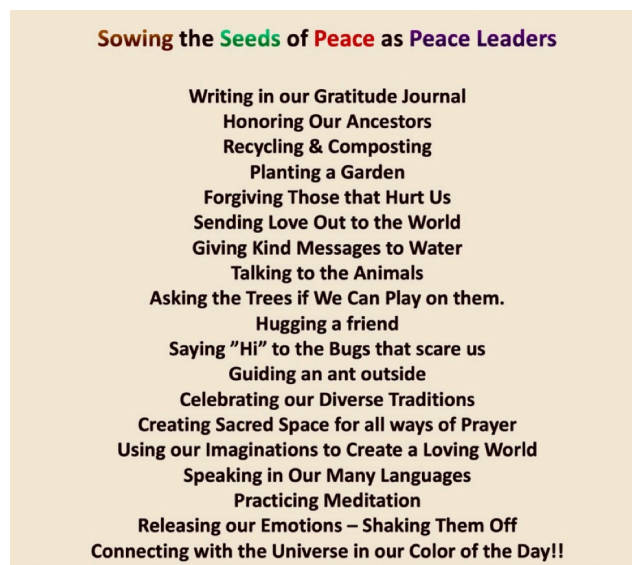 Sowing the Seeds of Peace as Peace Leaders
Writing in our Gratitude Journal
Honoring Our Ancestors
Recycling & Composting
Planting a Garden
Forgiving Those that Hurt Us
Sending Love Out to the World
Giving Kind Messages to Water
Talking to the Animals
Asking the Trees if We Can Play on them.
Hugging a friend
Saying ”Hi” to the Bugs that scare us
Guiding an ant outside
Celebrating our Diverse Traditions
Creating Sacred Space for all ways of Prayer
Using our Imaginations to Create a Loving World
Speaking in Our Many Languages
Practicing Meditation
Releasing our Emotions – Shaking Them Off
Connecting with the Universe in our Color of the Day!!